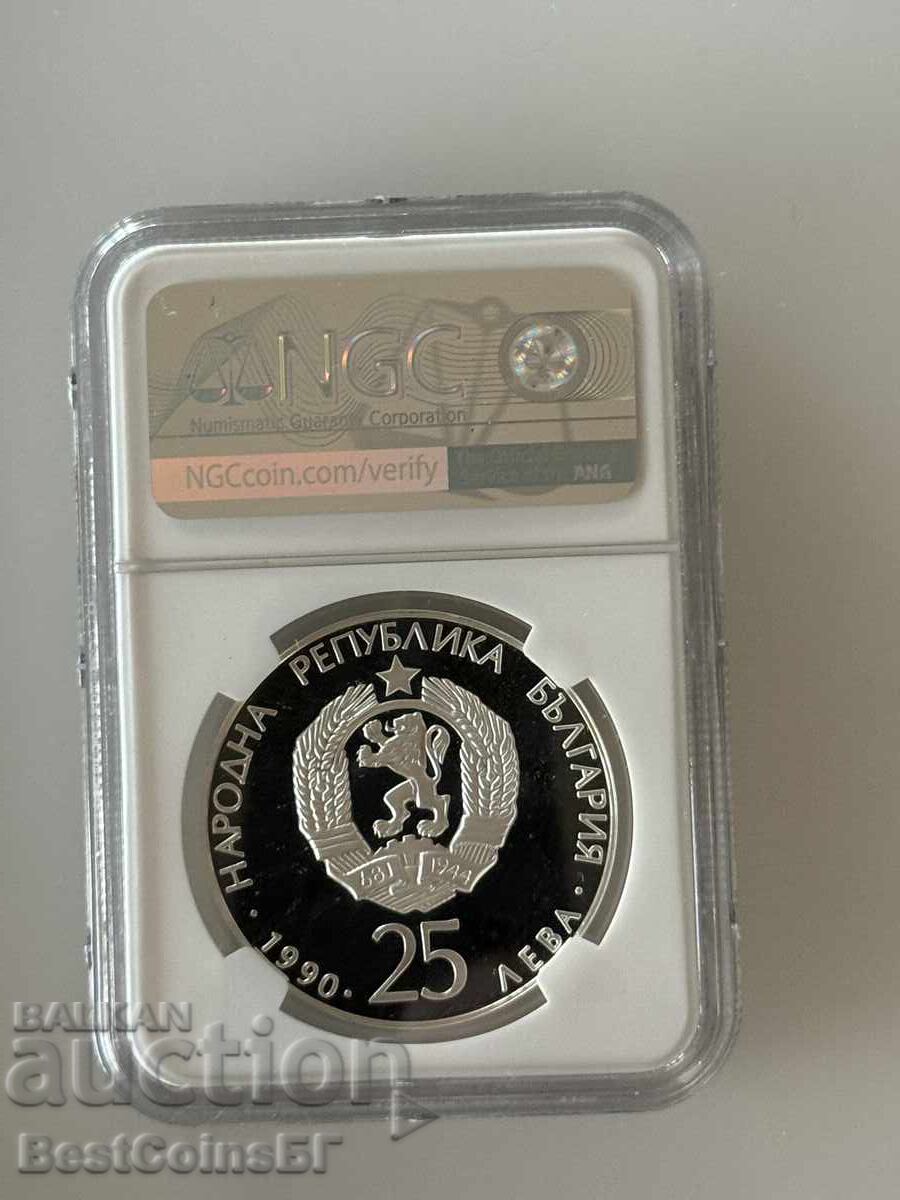 NGC
Numismatic Guaranty Corporation
NGCcoin.com/verify
ANG
НАРОДНА РЕПУБЛИКА БЪЛГАРИЯ
681 1944
· 1990 · 25 ЛЕВА ·
BALKAN
auction
BestCoinsБГ